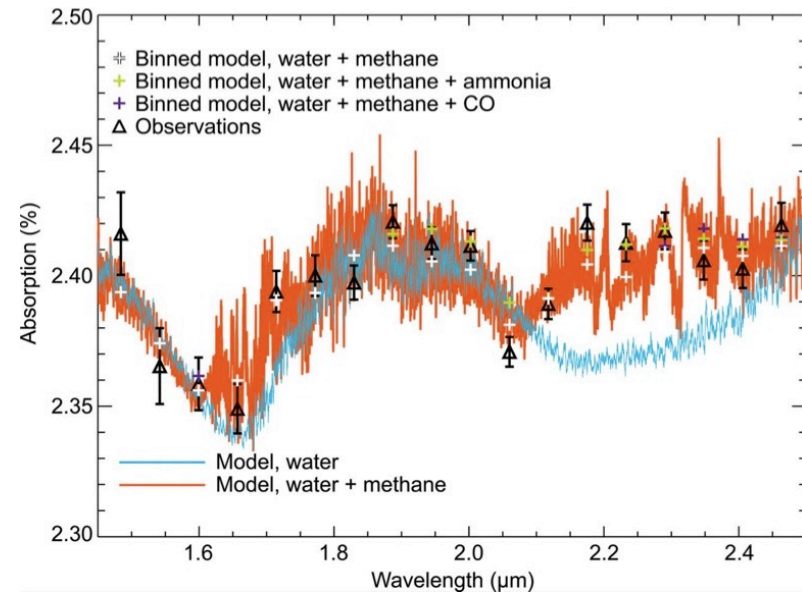 2.50
Binned model, water + methane
Binned model, water + methane + ammonia
Binned model, water + methane + CO
Observations
2.45
2.40
Absorption (%)
2.35
Model, water
Model, water + methane
2.30
1.6 1.8 2.0 2.2 2.4
Wavelength (μm)